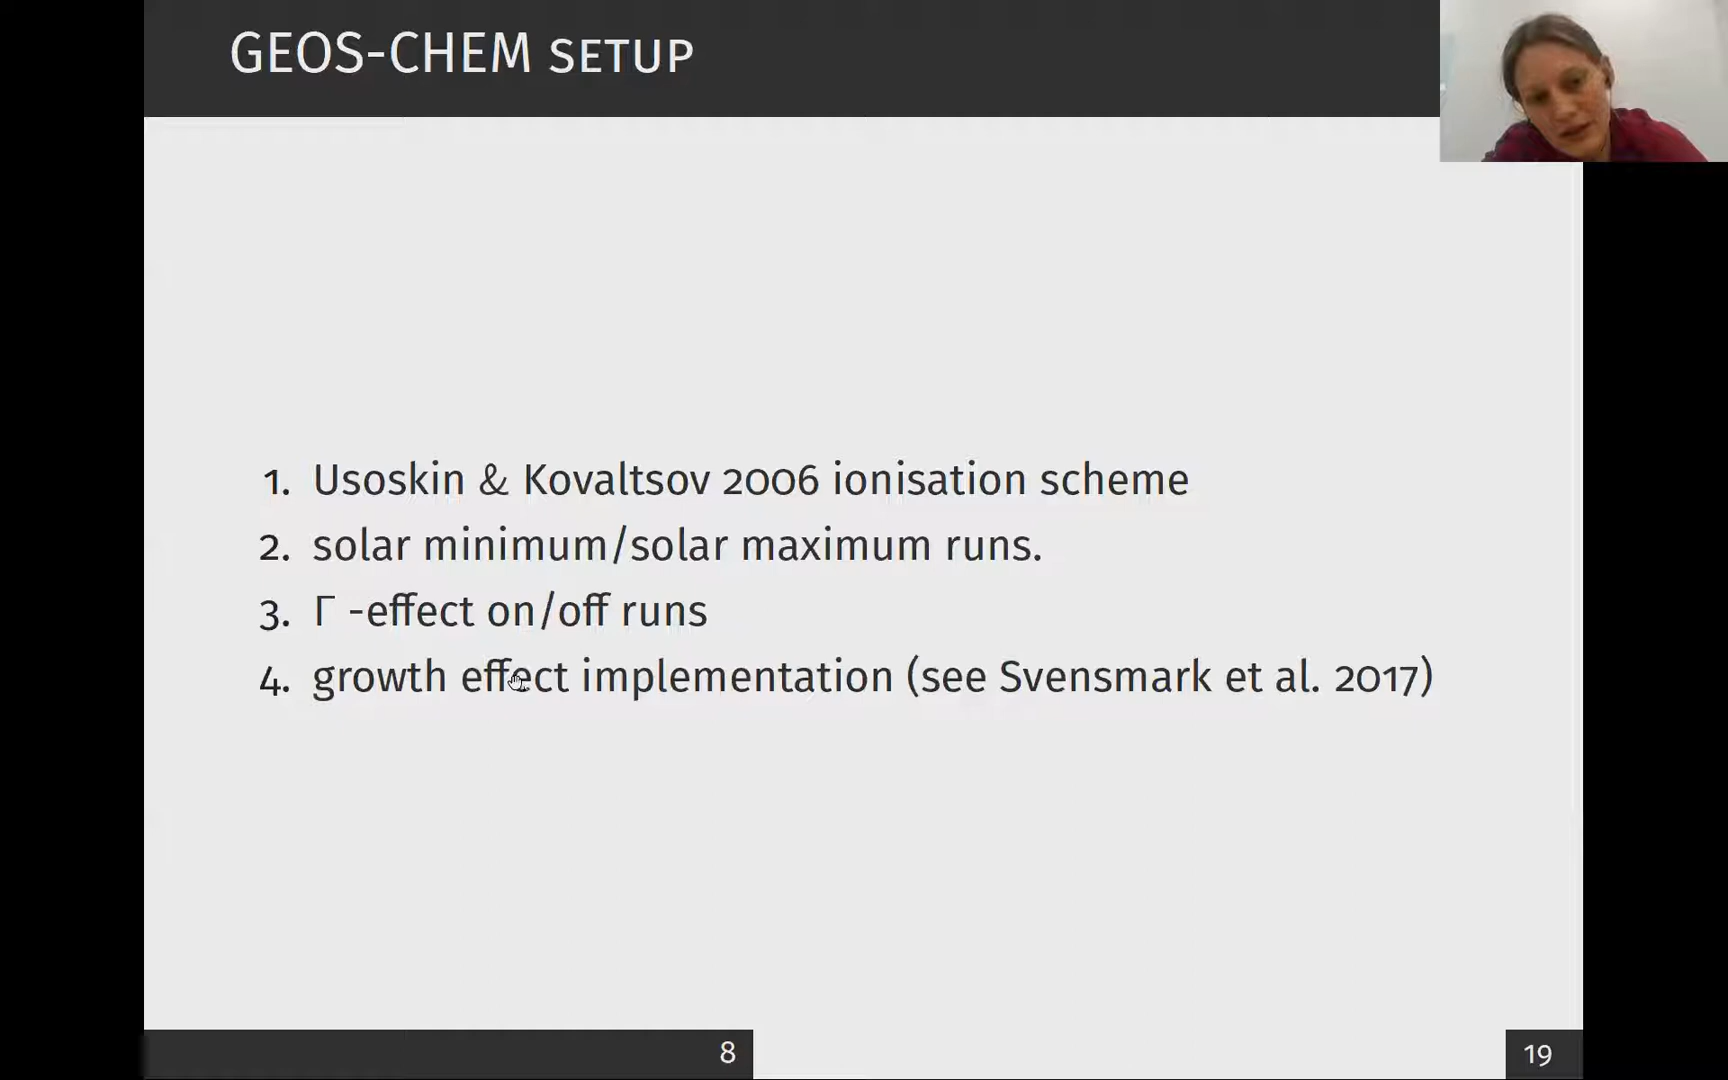 GEOS-CHEM SETUP
1. Usoskin & Kovaltsov 2006 ionisation scheme
2. solar minimum/solar maximum runs.
3. Γ -effect on/off runs
4. growth effect implementation (see Svensmark et al. 2017)
8
19